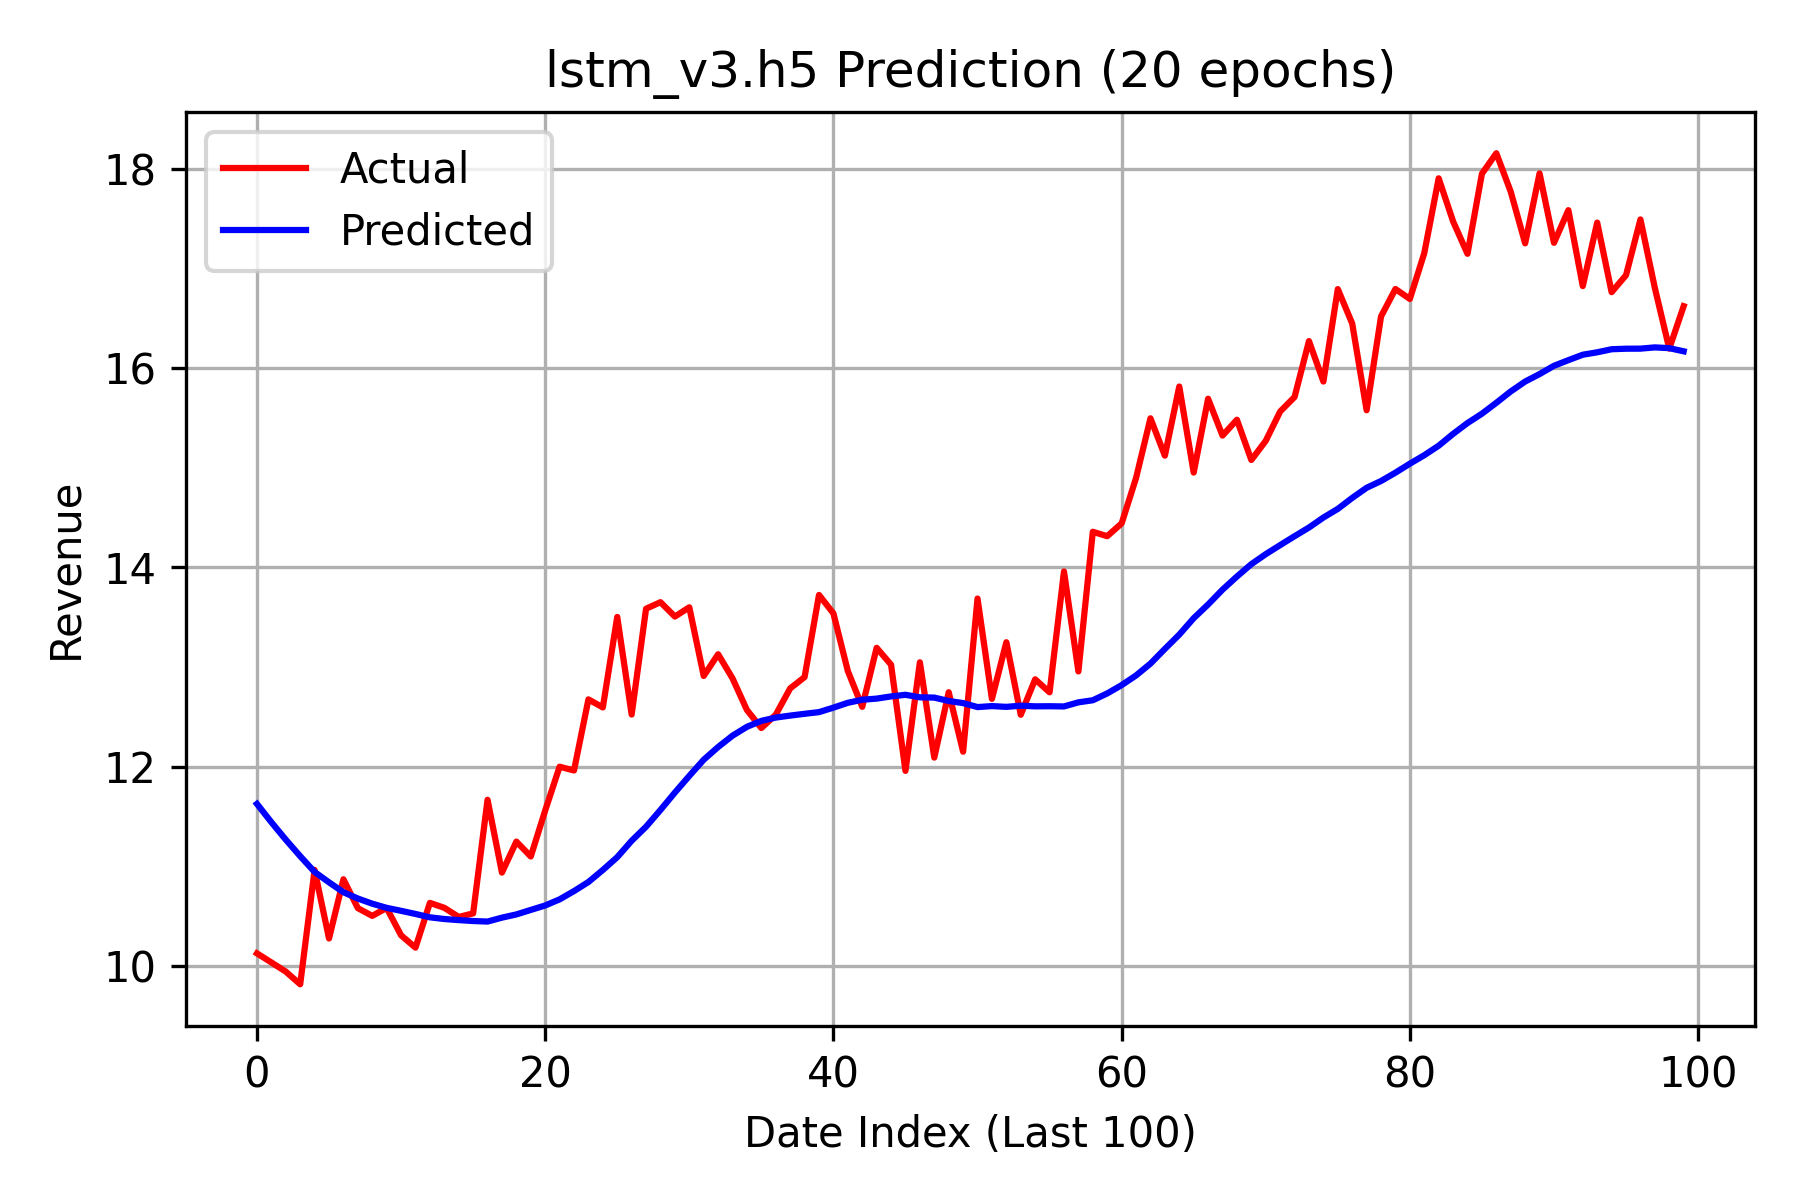 lstm_v3.h5 Prediction (20 epochs)
Actual
Predicted
18
16
14
12
10
Revenue
0 20 40 60 80 100
Date Index (Last 100)